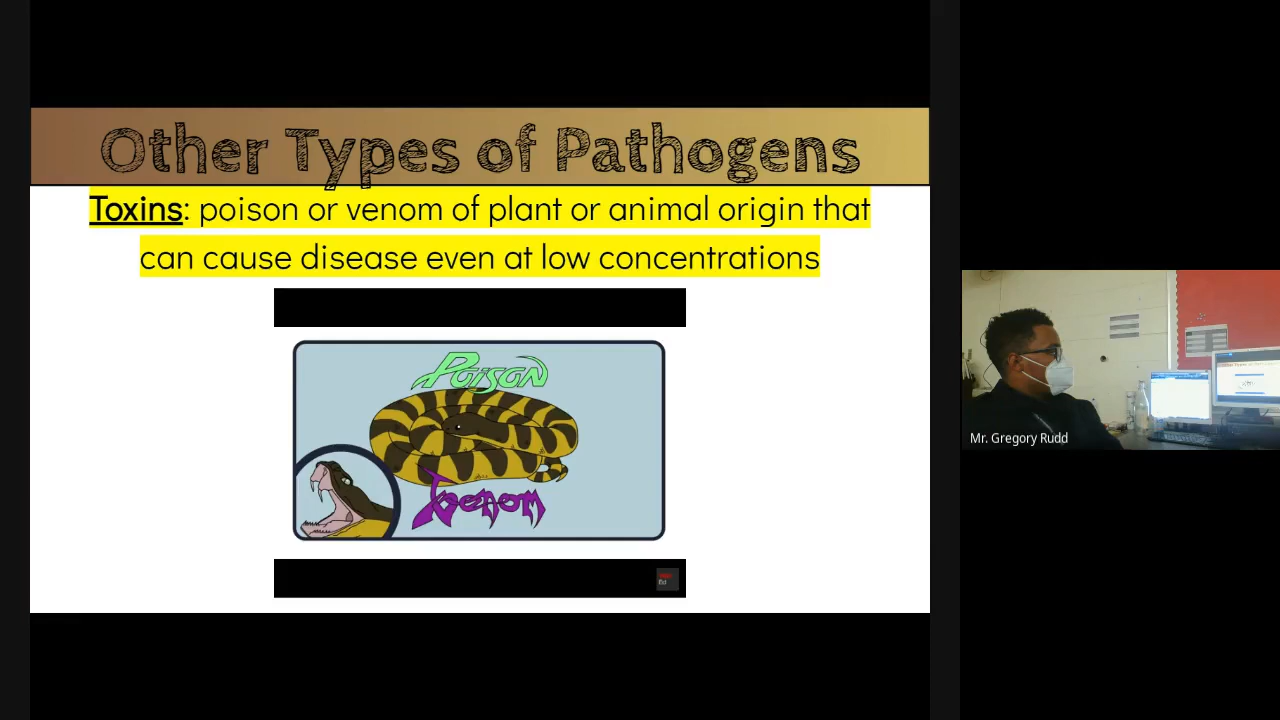 Other Types of Pathogens
Toxins: poison or venom of plant or animal origin that
can cause disease even at low concentrations
Poison
Venom
Mr. Gregory Rudd